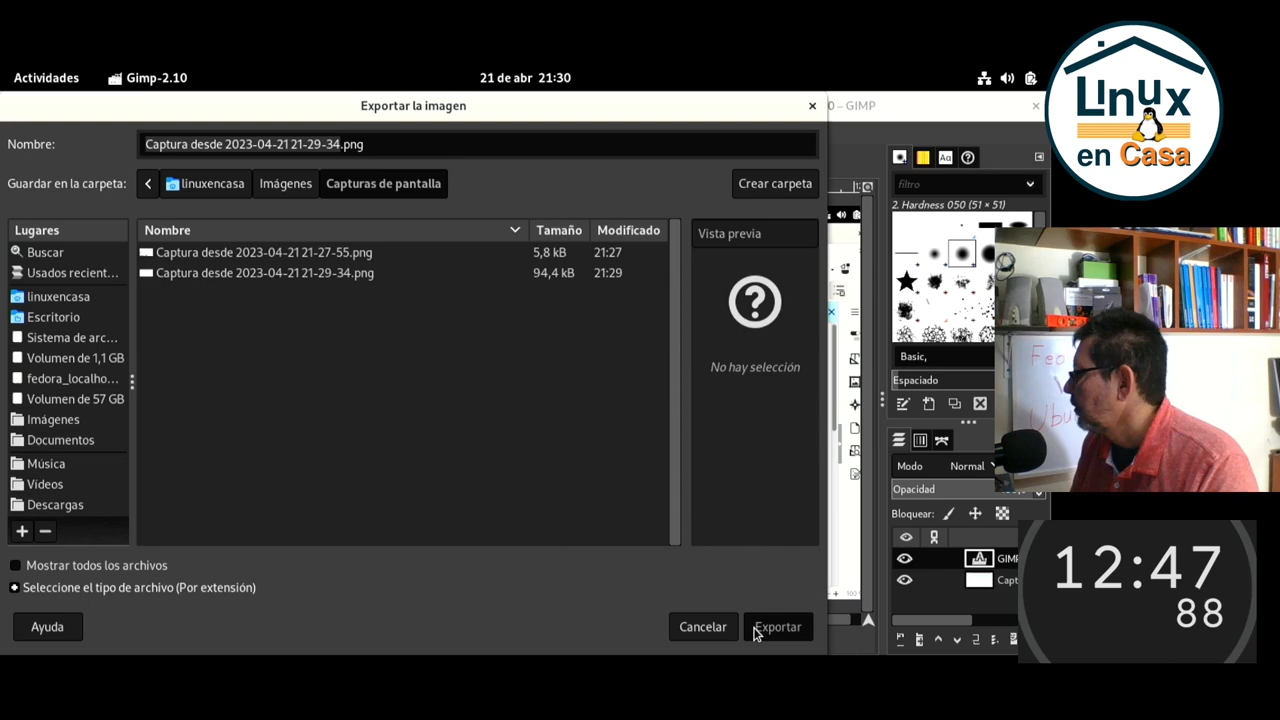 Actividades
Gimp-2.10
21 de abr 21:30
Linux
en Casa
Exportar la imagen
0 – GIMP
Nombre:
Captura desde 2023-04-21 21-29-34.png
Guardar en la carpeta:
linuxencasa
Imágenes
Capturas de pantalla
Crear carpeta
Lugares
Buscar
Usados recient...
linuxencasa
Escritorio
Sistema de arc...
Volumen de 1,1 GB
fedora_localho...
Volumen de 57 GB
Imágenes
Documentos
Música
Vídeos
Descargas
Nombre
Tamaño
Modificado
Captura desde 2023-04-21 21-27-55.png
5,8 kB
21:27
Captura desde 2023-04-21 21-29-34.png
94,4 kB
21:29
Vista previa
No hay selección
Mostrar todos los archivos
Seleccione el tipo de archivo (Por extensión)
Ayuda
Cancelar
Exportar
filtro
2. Hardness 050 (51 × 51)
Basic,
Espaciado
Modo
Normal
Opacidad
Bloquear:
GIM
Capt
12:47
88